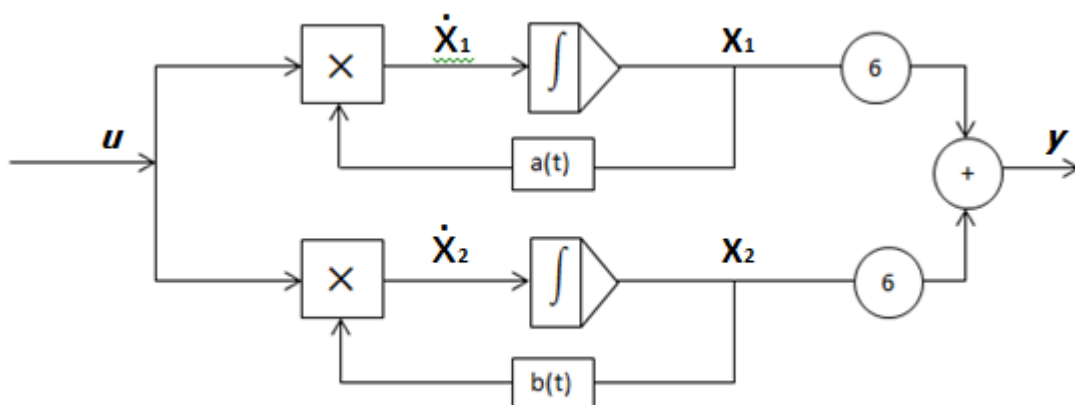 Ẋ1
X1
×
∫
6
u
a(t)
y
+
Ẋ2
X2
×
∫
6
b(t)